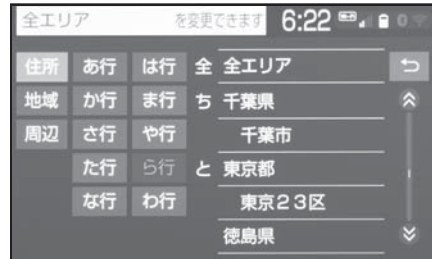 全エリア を変更できます 6:22
住所 あ行 は行 全 全エリア
地域 か行 ま行 ち 千葉県
周辺 さ行 や行 千葉市
た行 ら行 と 東京都
な行 わ行 東京23区
徳島県